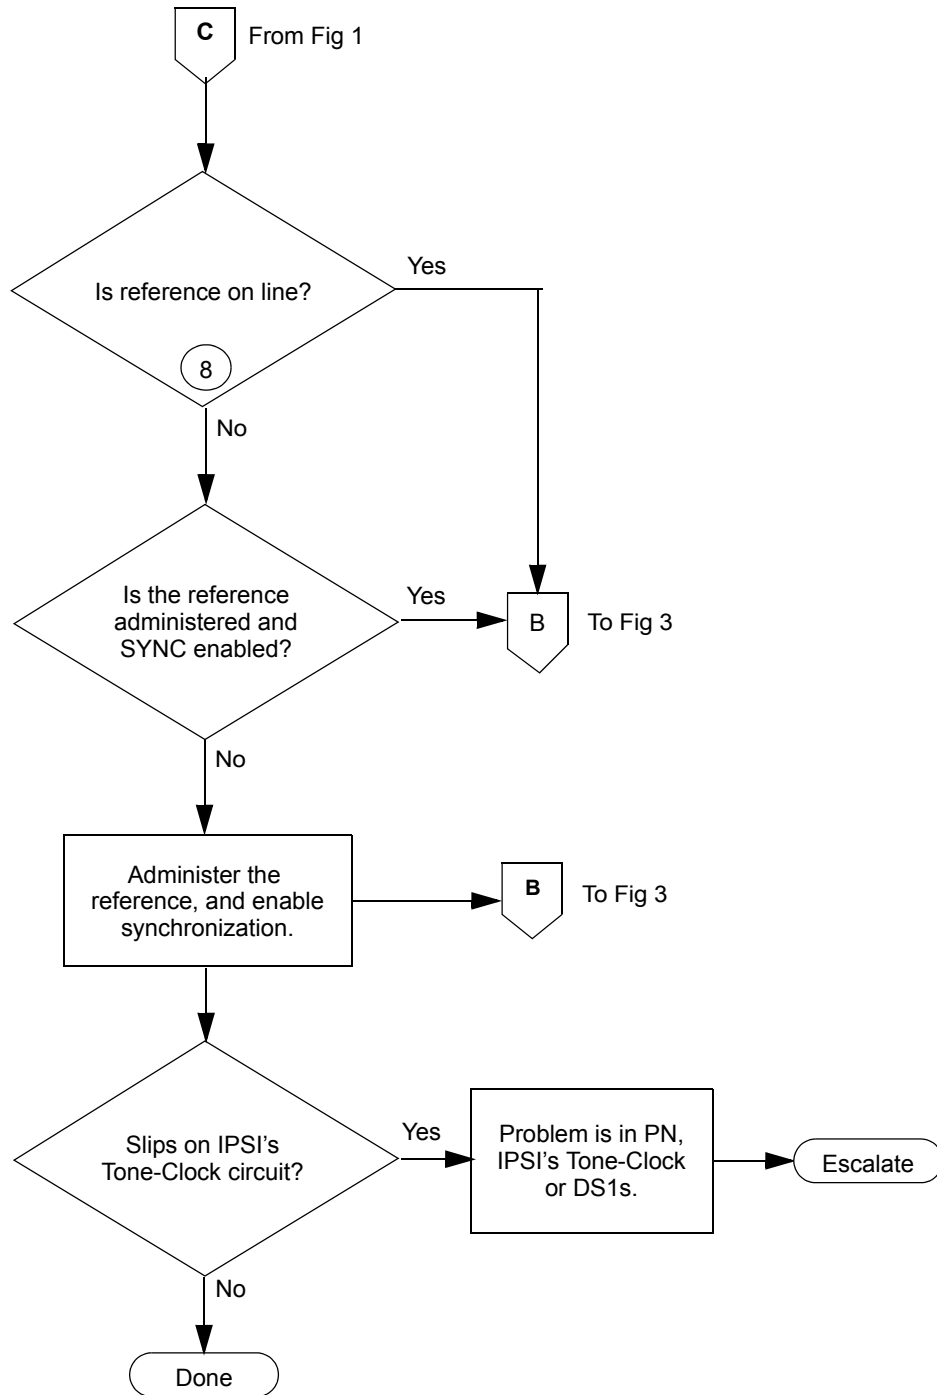 C
From Fig 1
Is reference on line?
Yes
8
No
Is the reference
administered and
SYNC enabled?
Yes
B
To Fig 3
No
Administer the
reference, and enable
synchronization.
B
To Fig 3
Slips on IPSI's
Tone-Clock circuit?
Yes
Problem is in PN,
IPSI's Tone-Clock
or DS1s.
Escalate
No
Done